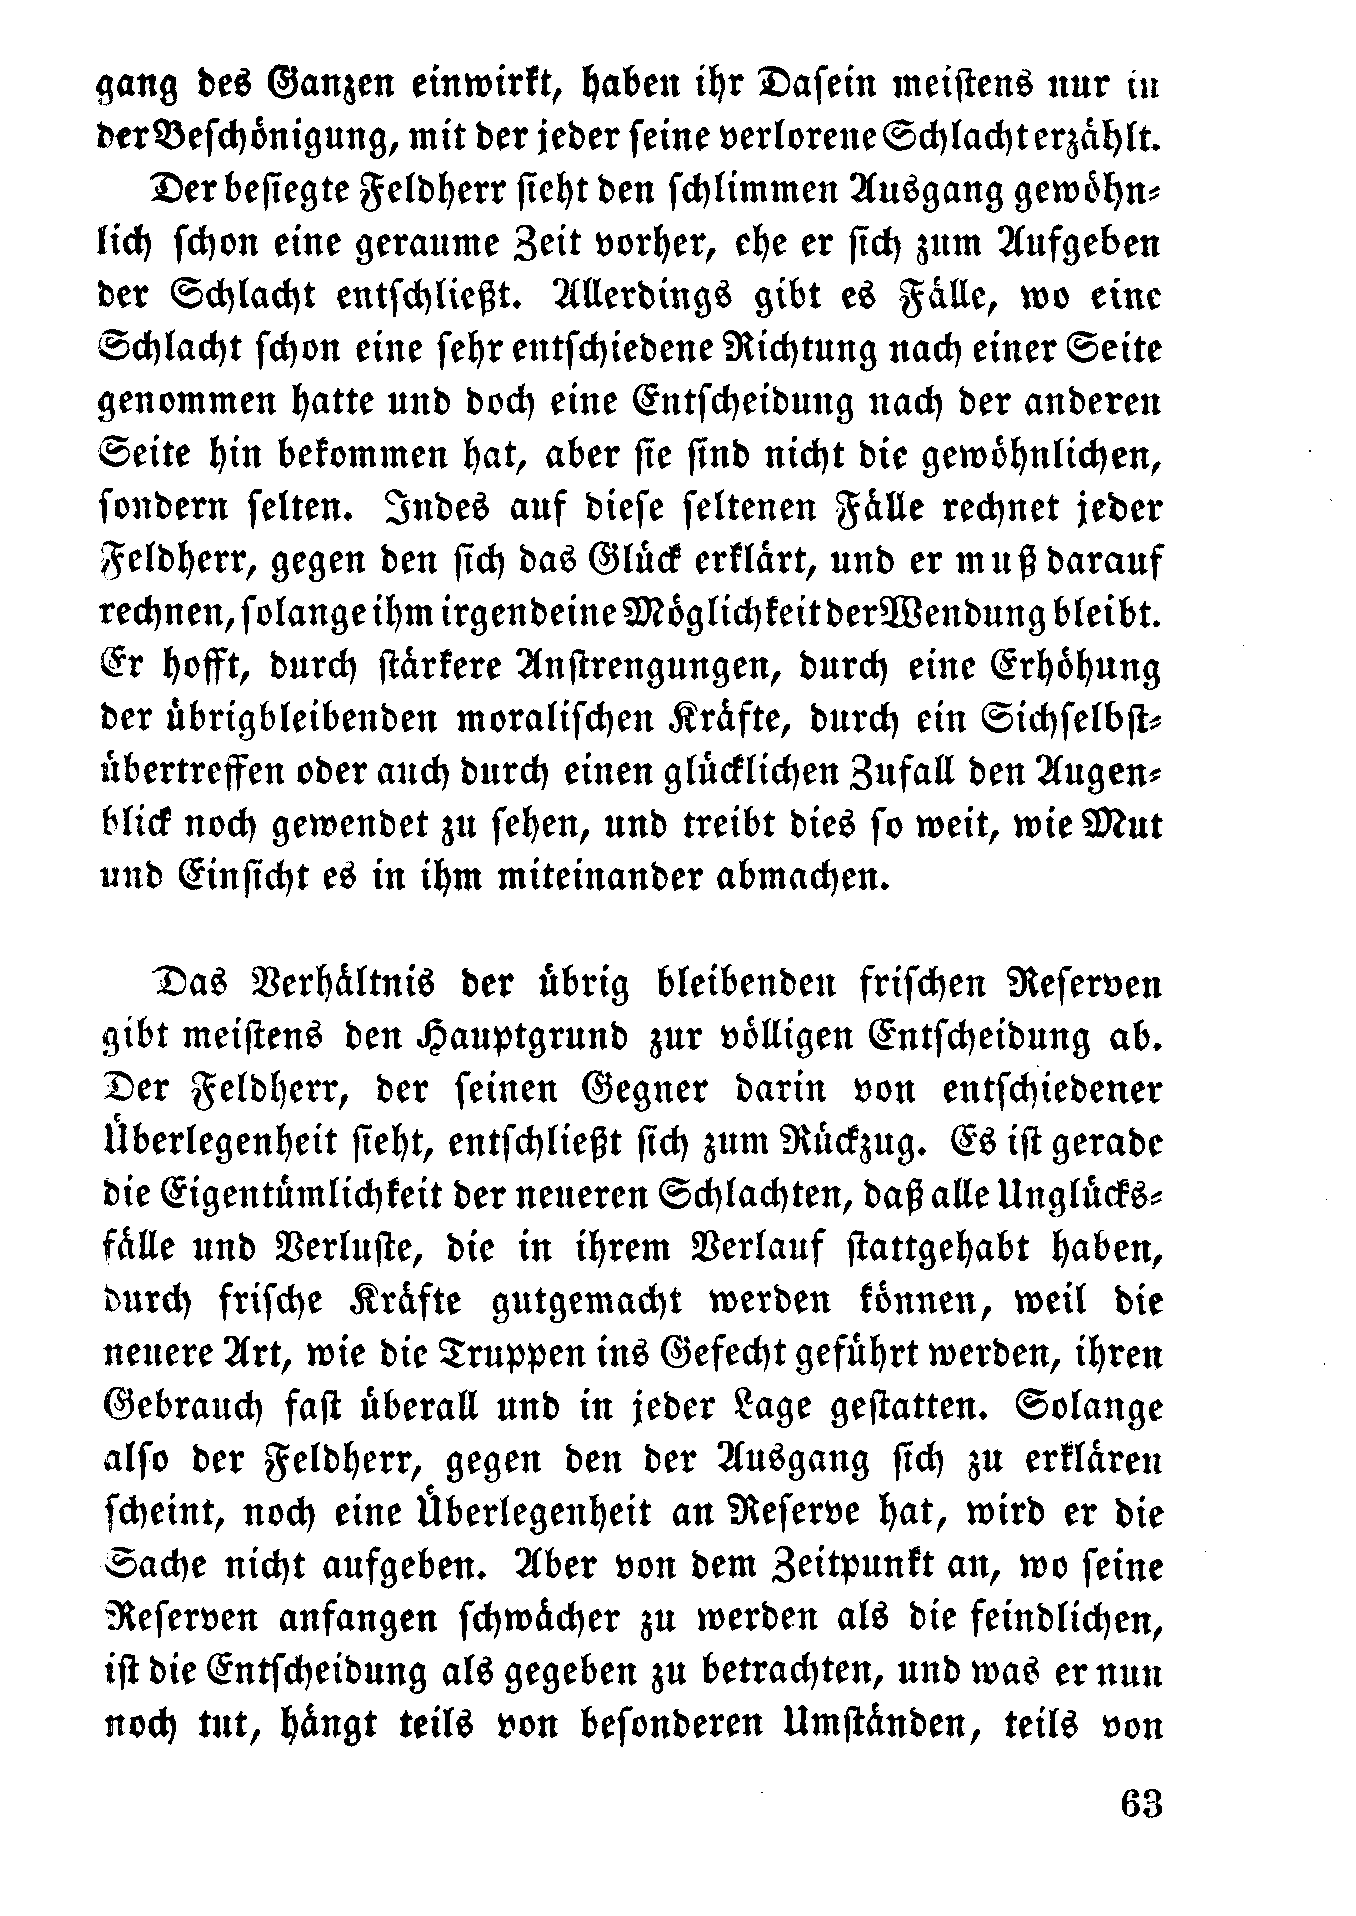 gang des Ganzen einwirkt, haben ihr Dasein meistens nur in
der Beschönigung, mit der jeder seine verlorene Schlacht erzählt.
Der besiegte Feldherr sieht den schlimmen Ausgang gewöhn-
lich schon eine geraume Zeit vorher, ehe er sich zum Aufgeben
der Schlacht entschließt. Allerdings gibt es Fälle, wo eine
Schlacht schon eine sehr entschiedene Richtung nach einer Seite
genommen hatte und doch eine Entscheidung nach der anderen
Seite hin bekommen hat, aber sie sind nicht die gewöhnlichen,
sondern selten. Indes auf diese seltenen Fälle rechnet jeder
Feldherr, gegen den sich das Glück erklärt, und er muß darauf
rechnen, solange ihm irgendeine Möglichkeit der Wendung bleibt.
Er hofft, durch stärkere Anstrengungen, durch eine Erhöhung
der übrigbleibenden moralischen Kräfte, durch ein Sichselbst-
übertreffen oder auch durch einen glücklichen Zufall den Augen-
blick noch gewendet zu sehen, und treibt dies so weit, wie Mut
und Einsicht es in ihm miteinander abmachen.
Das Verhältnis der übrig bleibenden frischen Reserven
gibt meistens den Hauptgrund zur völligen Entscheidung ab.
Der Feldherr, der seinen Gegner darin von entschiedener
Überlegenheit sieht, entschließt sich zum Rückzug. Es ist gerade
die Eigentümlichkeit der neueren Schlachten, daß alle Unglücks-
fälle und Verluste, die in ihrem Verlauf stattgehabt haben,
durch frische Kräfte gutgemacht werden können, weil die
neuere Art, wie die Truppen ins Gefecht geführt werden, ihren
Gebrauch fast überall und in jeder Lage gestatten. Solange
also der Feldherr, gegen den der Ausgang sich zu erklären
scheint, noch eine Überlegenheit an Reserve hat, wird er die
Sache nicht aufgeben. Aber von dem Zeitpunkt an, wo seine
Reserven anfangen schwächer zu werden als die feindlichen,
ist die Entscheidung als gegeben zu betrachten, und was er nun
noch tut, hängt teils von besonderen Umständen, teils von
63